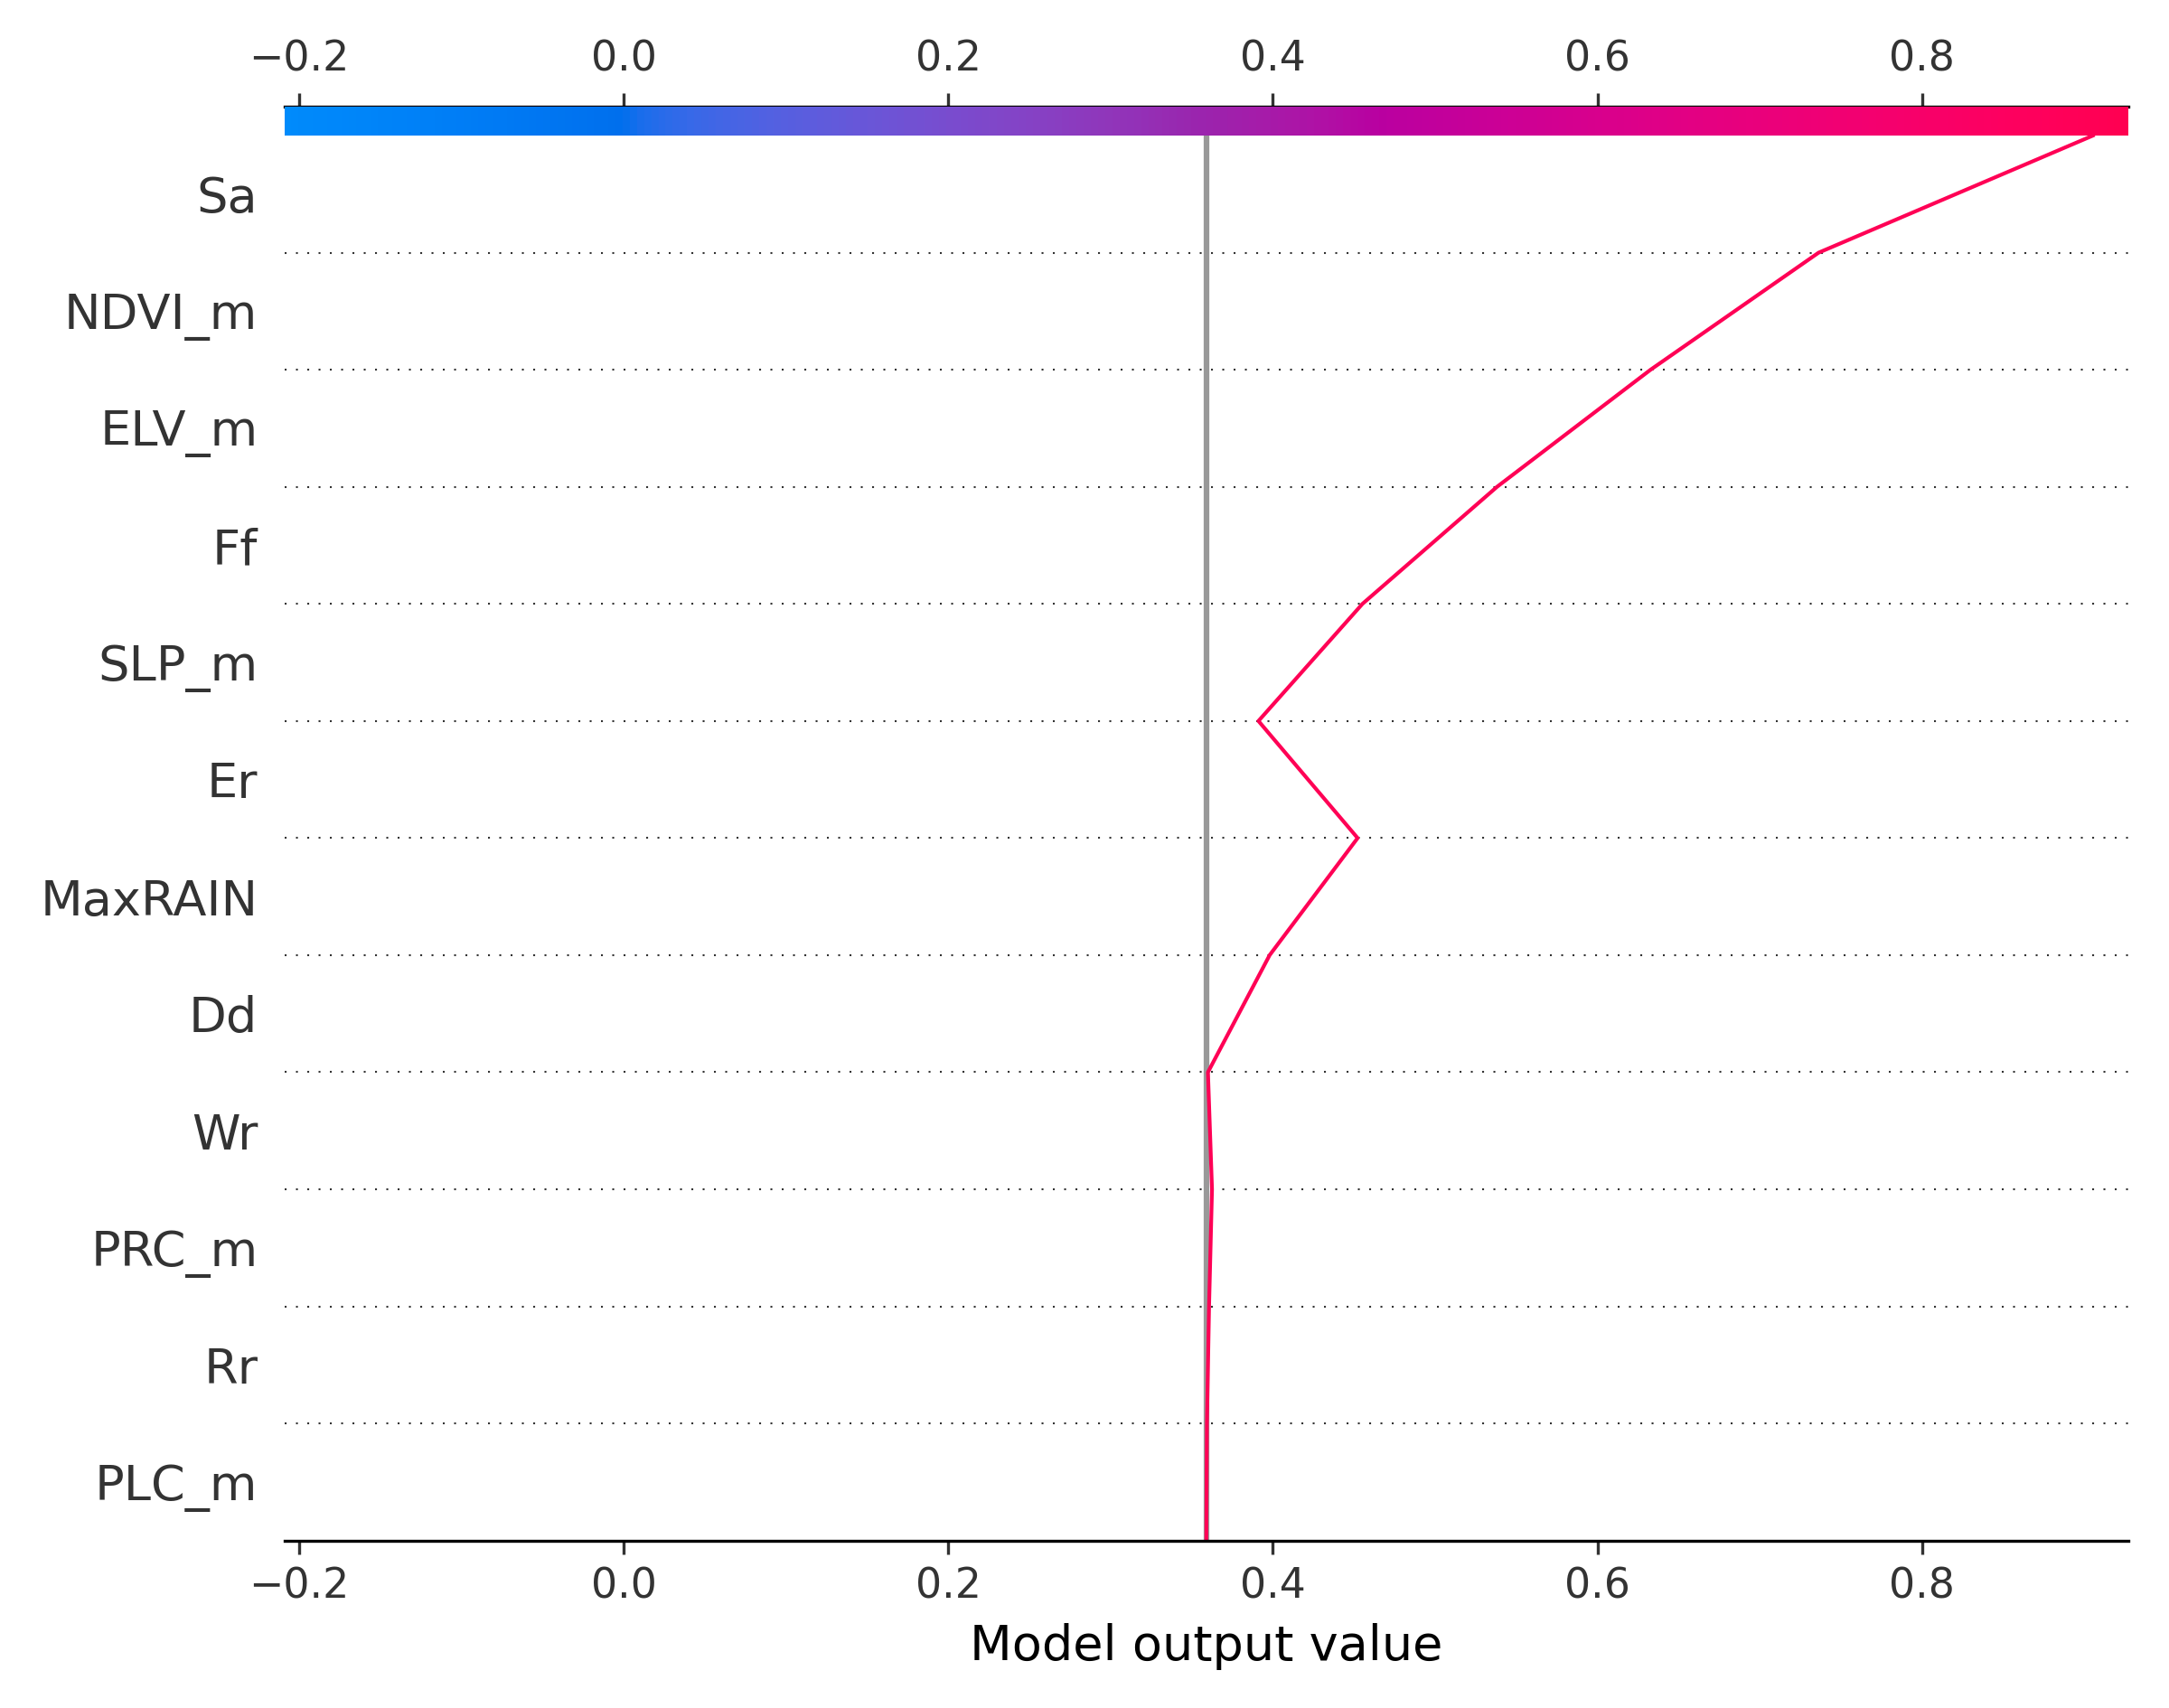 −0.2 0.0 0.2 0.4 0.6 0.8
Sa
NDVI_m
ELV_m
Ff
SLP_m
Er
MaxRAIN
Dd
Wr
PRC_m
Rr
PLC_m
−0.2 0.0 0.2 0.4 0.6 0.8
Model output value